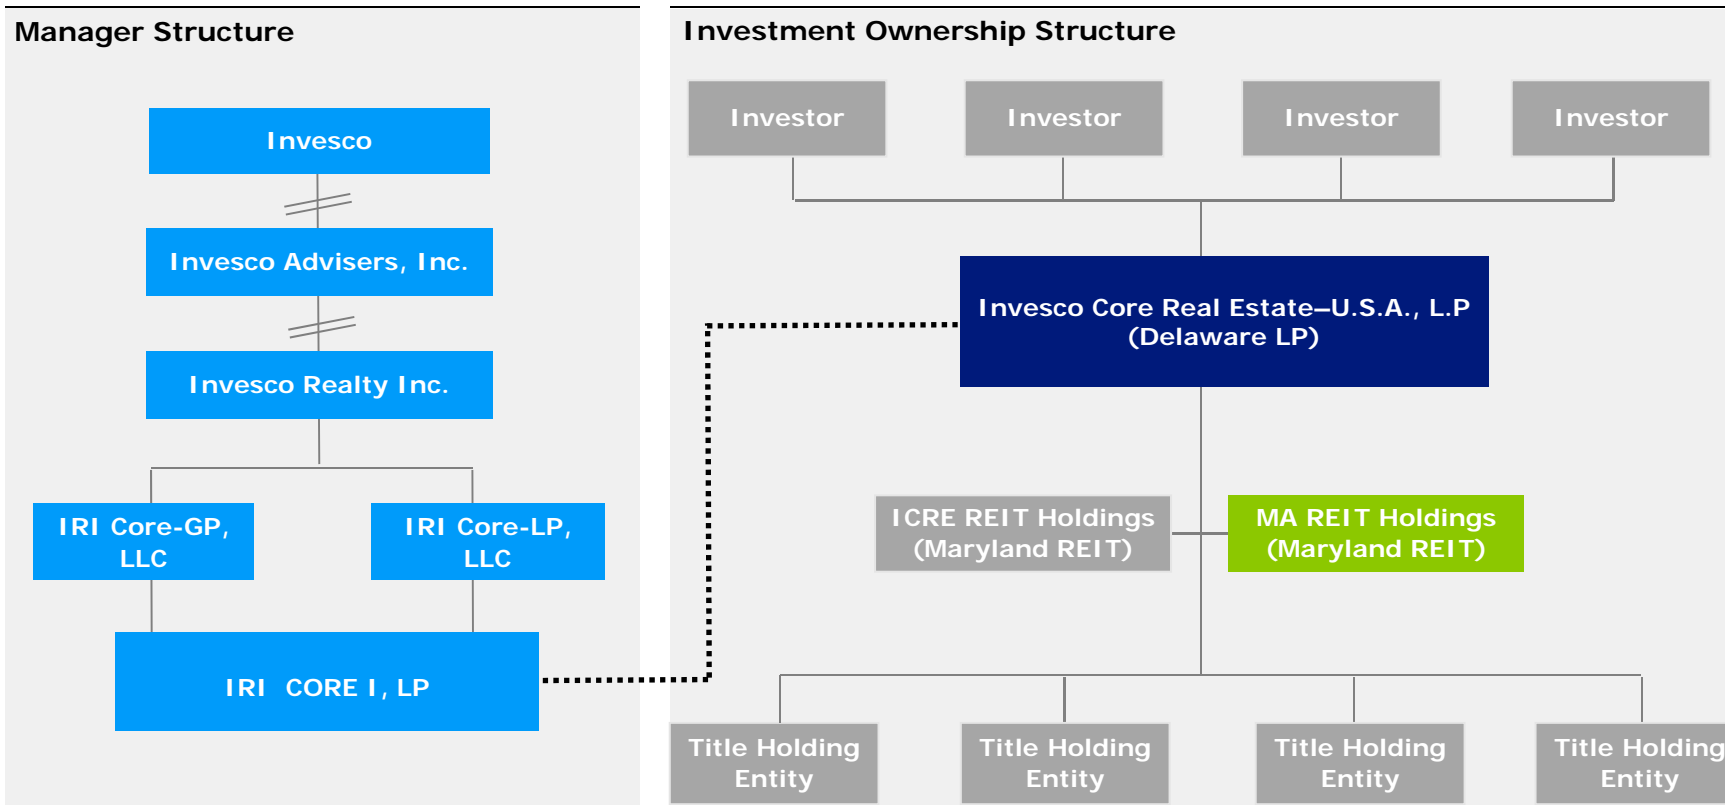 Manager Structure
Invesco
Invesco Advisers, Inc.
Invesco Realty Inc.
IRI Core-GP,
LLC
IRI Core-LP,
LLC
IRI CORE I, LP
Investment Ownership Structure
Investor
Investor
Investor
Investor
Invesco Core Real Estate–U.S.A., L.P
(Delaware LP)
ICRE REIT Holdings
(Maryland REIT)
MA REIT Holdings
(Maryland REIT)
Title Holding
Entity
Title Holding
Entity
Title Holding
Entity
Title Holding
Entity